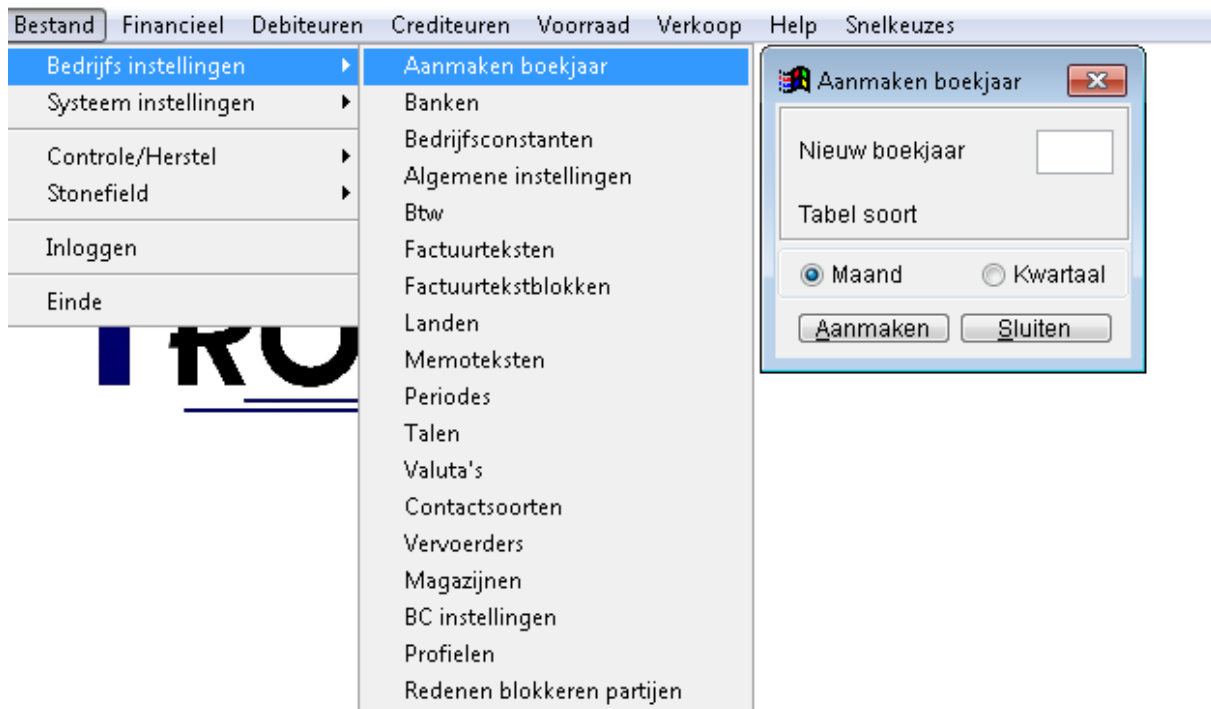 Bestand Financieel Debiteuren Crediteuren Voorraad Verkoop Help Snelkeuzes
Bedrijfs instellingen
Systeem instellingen
Controle/Herstel
Stonefield
Inloggen
Einde
Aanmaken boekjaar
Banken
Bedrijfsconstanten
Algemene instellingen
Btw
Factuurteksten
Factuurtekstblokken
Landen
Memoteksten
Periodes
Talen
Valuta's
Contactsoorten
Vervoerders
Magazijnen
BC instellingen
Profielen
Redenen blokkeren partijen
Aanmaken boekjaar
Nieuw boekjaar
Tabel soort
Maand Kwartaal
Aanmaken Sluiten